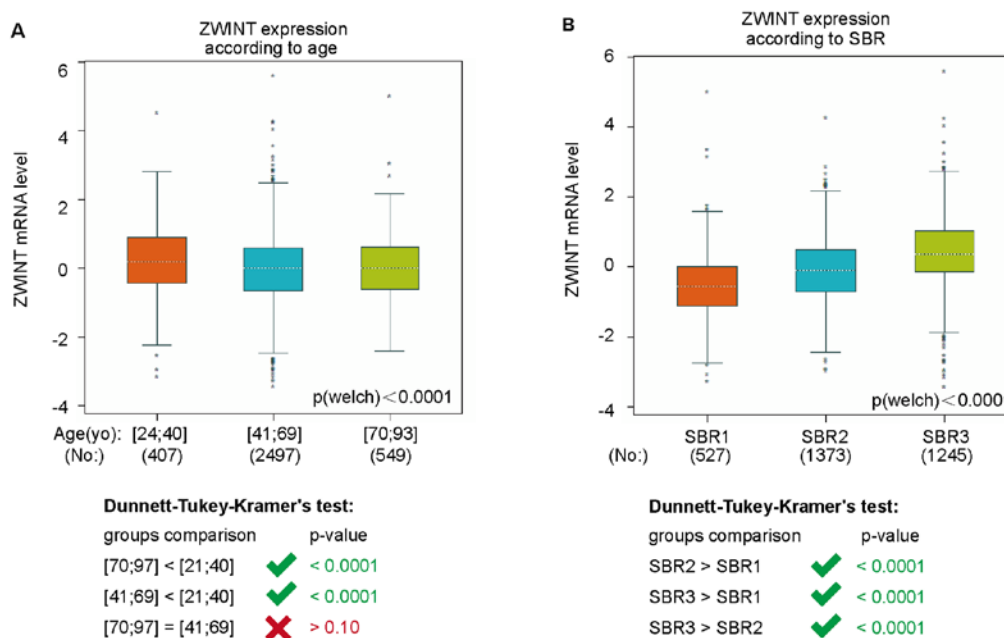 A
ZWINT expression
according to age
ZWINT mRNA level
6
4
2
0
-2
-4
p(welch)<0.0001
Age(yo): [24;40] [41;69] [70;93]
(No:) (407) (2497) (549)
Dunnett-Tukey-Kramer's test:
groups comparison p-value
[70;97] < [21;40] < 0.0001
[41;69] < [21;40] < 0.0001
[70;97] = [41;69] > 0.10
B
ZWINT expression
according to SBR
ZWINT mRNA level
6
4
2
0
-2
-4
p(welch)<0.000
SBR1 SBR2 SBR3
(No:) (527) (1373) (1245)
Dunnett-Tukey-Kramer's test:
groups comparison p-value
SBR2 > SBR1 < 0.0001
SBR3 > SBR1 < 0.0001
SBR3 > SBR2 < 0.0001